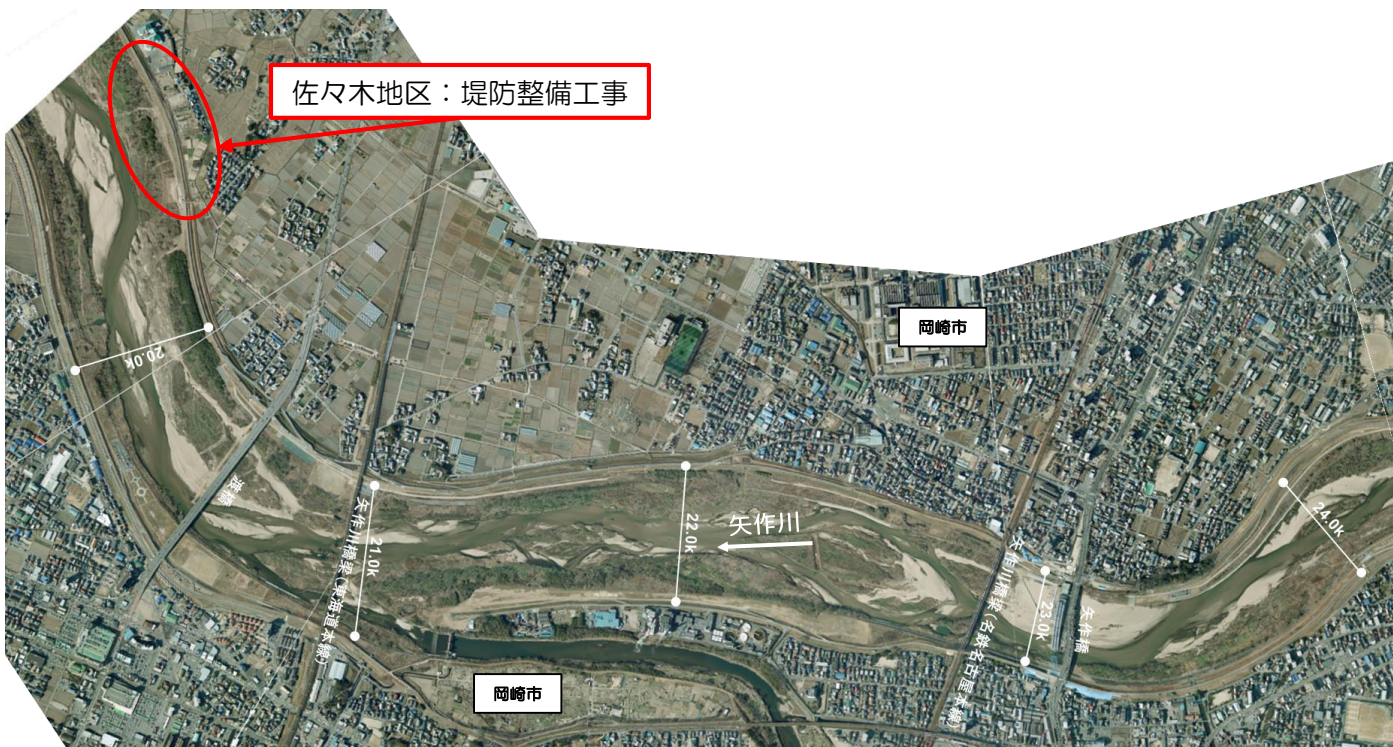 佐々木地区：堤防整備工事
岡崎市
20.0k
渡橋
矢作川橋梁(東海道本線)
21.0k
22.0k
矢作川
矢作川橋梁(名鉄名古屋本線)
23.0k
矢作橋
24.0k
岡崎市